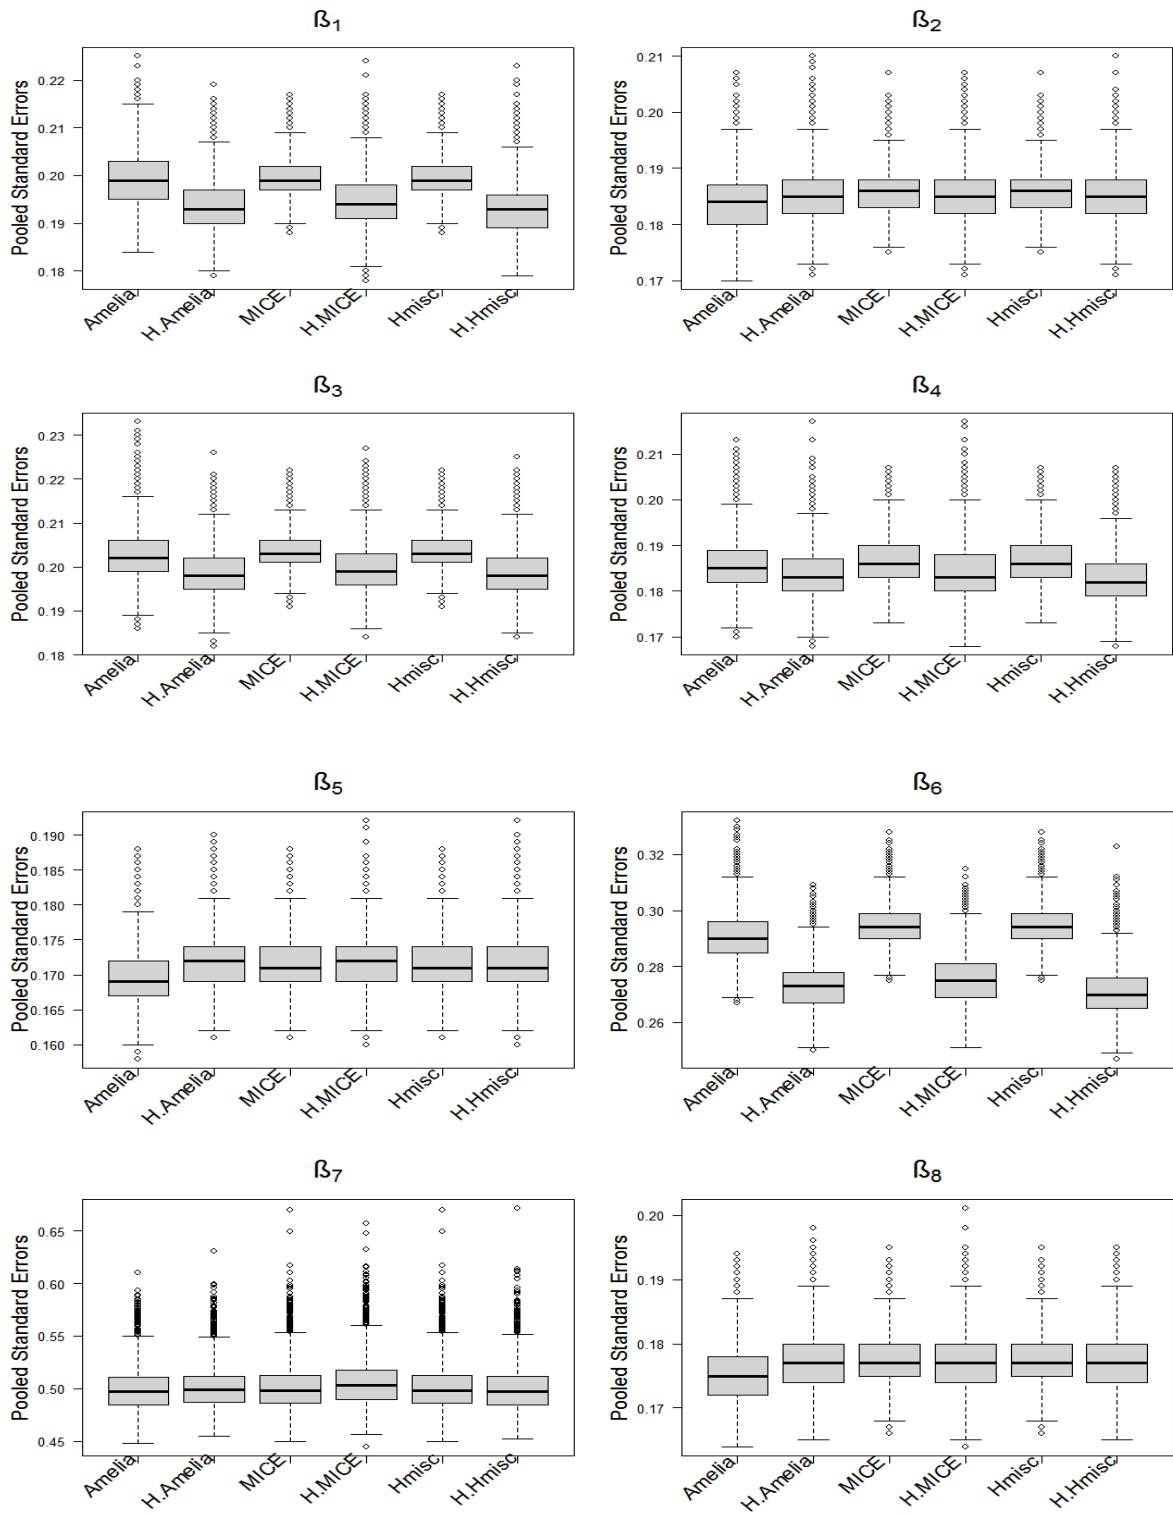 ß1
Pooled Standard Errors
0.22
0.21
0.20
0.19
0.18
Amelia
H.Amelia
MICE
H.MICE
Hmisc
H.Hmisc
ß2
Pooled Standard Errors
0.21
0.20
0.19
0.18
0.17
Amelia
H.Amelia
MICE
H.MICE
Hmisc
H.Hmisc
ß3
Pooled Standard Errors
0.23
0.22
0.21
0.20
0.19
0.18
Amelia
H.Amelia
MICE
H.MICE
Hmisc
H.Hmisc
ß4
Pooled Standard Errors
0.21
0.20
0.19
0.18
0.17
Amelia
H.Amelia
MICE
H.MICE
Hmisc
H.Hmisc
ß5
Pooled Standard Errors
0.190
0.185
0.180
0.175
0.170
0.165
0.160
Amelia
H.Amelia
MICE
H.MICE
Hmisc
H.Hmisc
ß6
Pooled Standard Errors
0.32
0.30
0.28
0.26
Amelia
H.Amelia
MICE
H.MICE
Hmisc
H.Hmisc
ß7
Pooled Standard Errors
0.65
0.60
0.55
0.50
0.45
Amelia
H.Amelia
MICE
H.MICE
Hmisc
H.Hmisc
ß8
Pooled Standard Errors
0.20
0.19
0.18
0.17
Amelia
H.Amelia
MICE
H.MICE
Hmisc
H.Hmisc